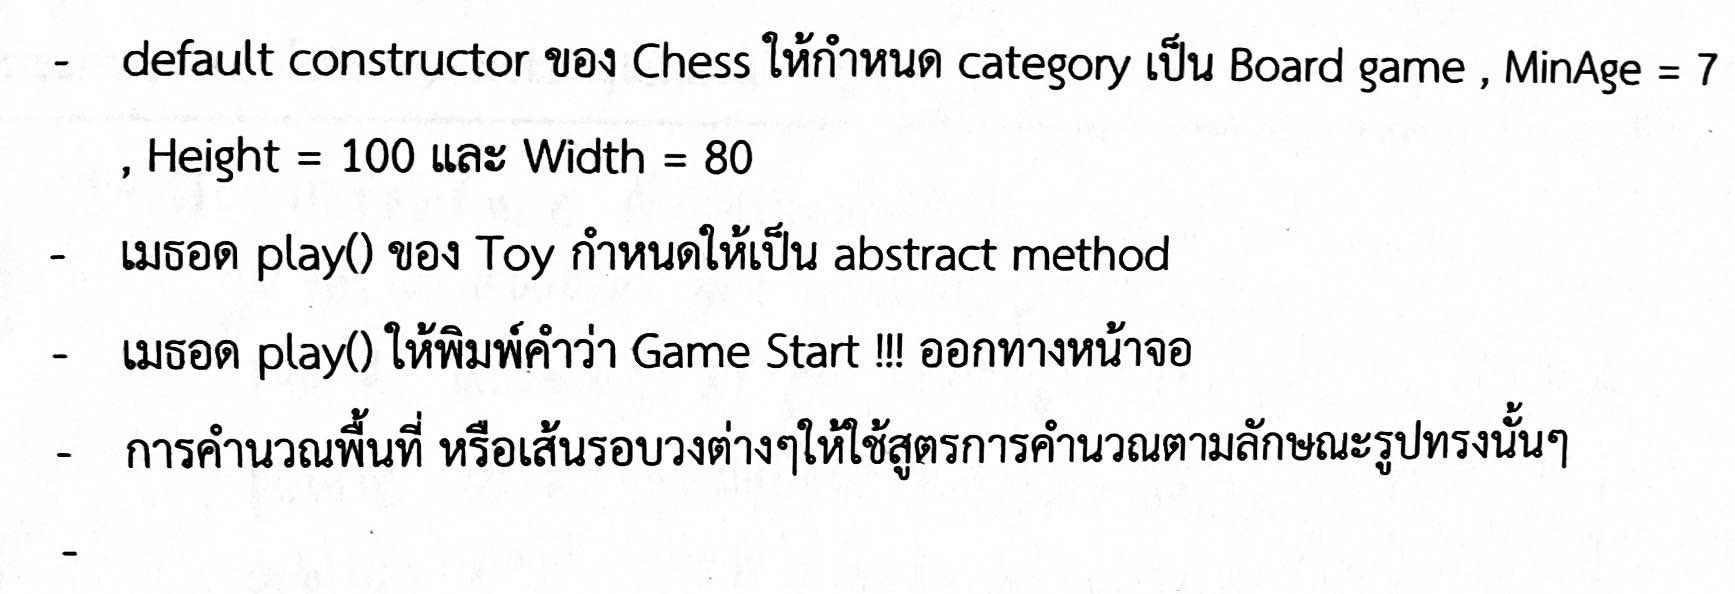 - default constructor ของ Chess ให้กำหนด category เป็น Board game , MinAge = 7
, Height = 100 และ Width = 80
- เมธอด play() ของ Toy กำหนดให้เป็น abstract method
- เมธอด play() ให้พิมพ์คำว่า Game Start !!! ออกทางหน้าจอ
- การคำนวณพื้นที่ หรือเส้นรอบวงต่างๆให้ใช้สูตรการคำนวณตามลักษณะรูปทรงนั้นๆ
-